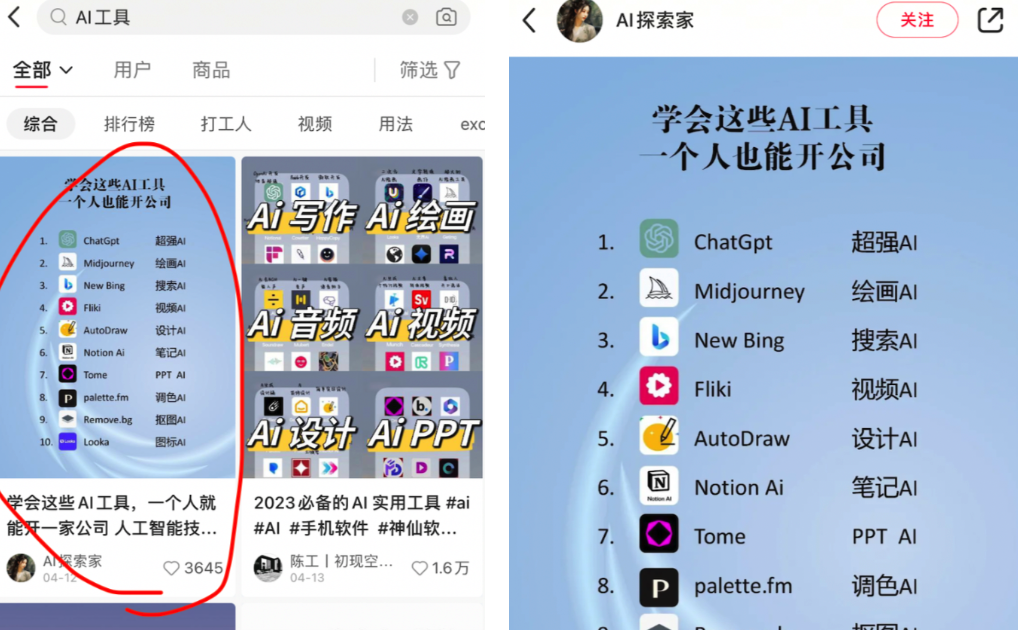 AI工具
全部
用户
商品
筛选
综合
排行榜
打工人
视频
用法
exc
学会这些AI工具
一个人也能开公司
1. ChatGpt 超强AI
2. Midjourney 绘画AI
3. New Bing 搜索AI
4. Fliki 视频AI
5. AutoDraw 设计AI
6. Notion Ai 笔记AI
7. Tome PPT AI
8. palette.fm 调色AI
9. Remove.bg 抠图AI
10. Looka 图标AI
学会这些AI工具，一个人就
能开一家公司 人工智能技...
AI探索家
04-12
3645
Ai写作 Ai绘画
Ai音频 Ai视频
Ai设计 AiPPT
2023必备的AI 实用工具 #ai
#AI #手机软件 #神仙软...
陈工丨初现空...
04-13
1.6万
AI探索家
关注
学会这些AI工具
一个人也能开公司
1. ChatGpt 超强AI
2. Midjourney 绘画AI
3. New Bing 搜索AI
4. Fliki 视频AI
5. AutoDraw 设计AI
6. Notion Ai 笔记AI
7. Tome PPT AI
8. palette.fm 调色AI